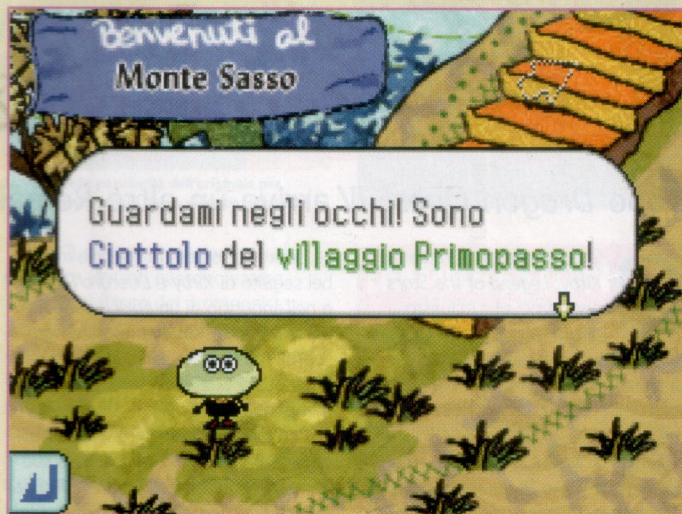 Benvenuti al
Monte Sasso
Guardami negli occhi! Sono
Ciottolo del villaggio Primopasso!